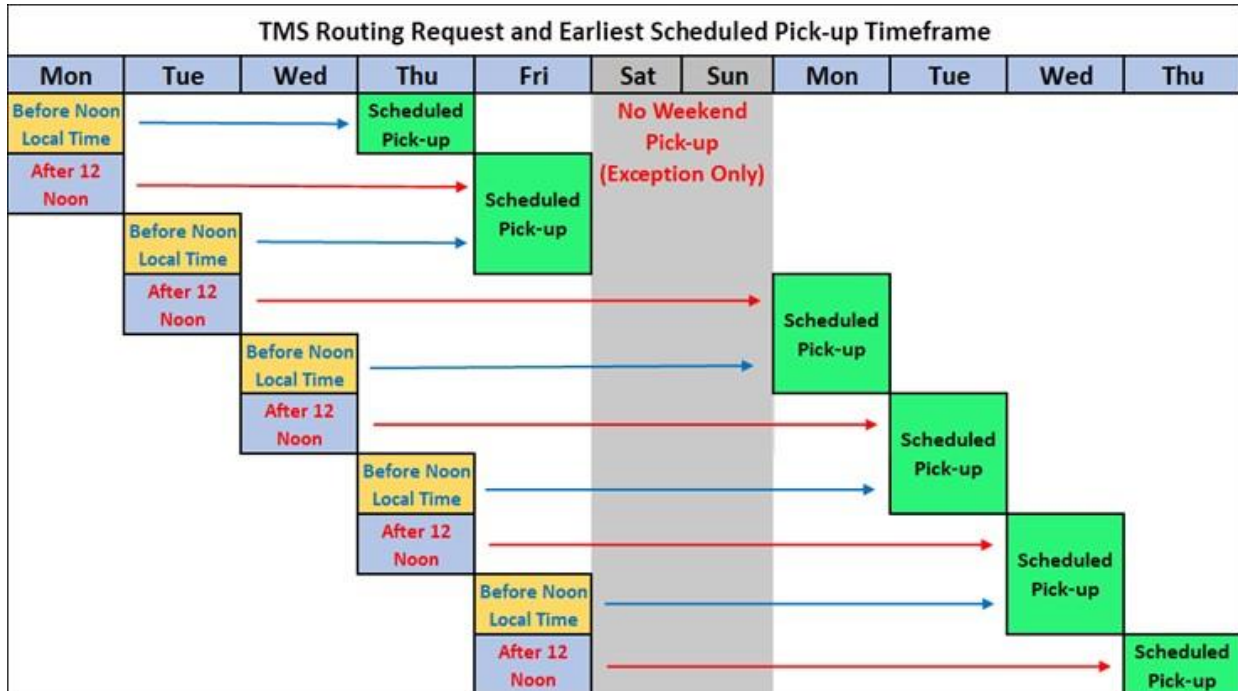 TMS Routing Request and Earliest Scheduled Pick-up Timeframe
Mon Tue Wed Thu Fri Sat Sun Mon Tue Wed Thu
Before Noon
Local Time
Scheduled
Pick-up
No Weekend
Pick-up
(Exception Only)
After 12
Noon
Scheduled
Pick-up
Before Noon
Local Time
After 12
Noon
Scheduled
Pick-up
Before Noon
Local Time
After 12
Noon
Scheduled
Pick-up
Before Noon
Local Time
After 12
Noon
Scheduled
Pick-up
Before Noon
Local Time
After 12
Noon
Scheduled
Pick-up